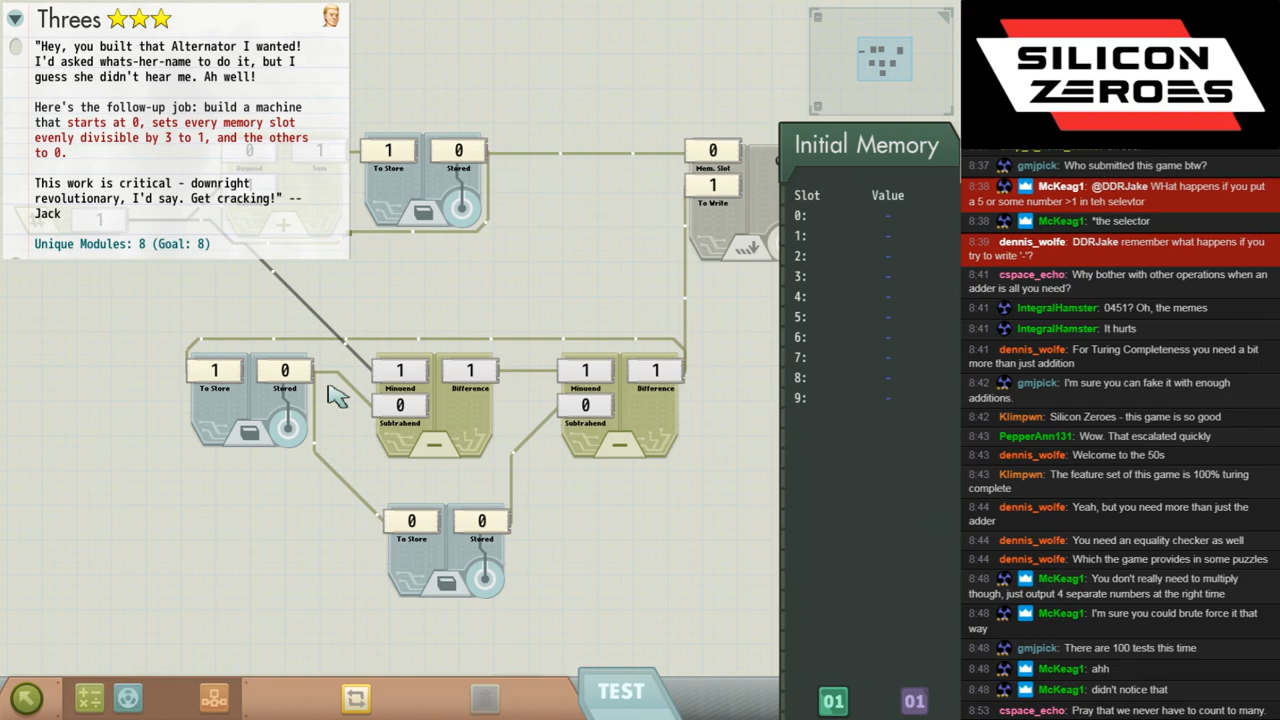 Threes
"Hey, you built that Alternator I wanted!
I'd asked whats-her-name to do it, but I
guess she didn't hear me. Ah well!
Here's the follow-up job: build a machine
that starts at 0, sets every memory slot
evenly divisible by 3 to 1, and the others
to 0.
This work is critical - downright
revolutionary, I'd say. Get cracking!" --
Jack
Unique Modules: 8 (Goal: 8)
1
1
To Store
0
Stored
0
Mem. Slot
1
To Write
1
To Store
0
Stored
1
Minuend
0
Subtrahend
1
Difference
1
Minuend
0
Subtrahend
1
Difference
0
To Store
0
Stored
TEST
Initial Memory
Slot Value
0: -
1: -
2: -
3: -
4: -
5: -
6: -
7: -
8: -
9: -
01
01
SILICON
ZEROES
8:37 gmjpick: Who submitted this game btw?
8:38 McKeag1: @DDRJake WHat happens if you put
a 5 or some number >1 in teh selevtor
8:38 McKeag1: *the selector
8:39 dennis_wolfe: DDRJake remember what happens if you
try to write '-'?
8:41 cspace_echo: Why bother with other operations when an
adder is all you need?
8:41 IntegralHamster: 0451? Oh, the memes
8:41 IntegralHamster: It hurts
8:41 dennis_wolfe: For Turing Completeness you need a bit
more than just addition
8:42 gmjpick: I'm sure you can fake it with enough
additions.
8:42 Klimpwn: Silicon Zeroes - this game is so good
8:43 PepperAnn131: Wow. That escalated quickly
8:43 dennis_wolfe: Welcome to the 50s
8:43 Klimpwn: The feature set of this game is 100% turing
complete
8:44 dennis_wolfe: Yeah, but you need more than just the
adder
8:44 dennis_wolfe: You need an equality checker as well
8:44 dennis_wolfe: Which the game provides in some puzzles
8:48 McKeag1: You don't really need to multiply
though, just output 4 separate numbers at the right time
8:48 McKeag1: I'm sure you could brute force it that
way
8:48 gmjpick: There are 100 tests this time
8:48 McKeag1: ahh
8:48 McKeag1: didn't notice that
8:53 cspace_echo: Pray that we never have to count to many.